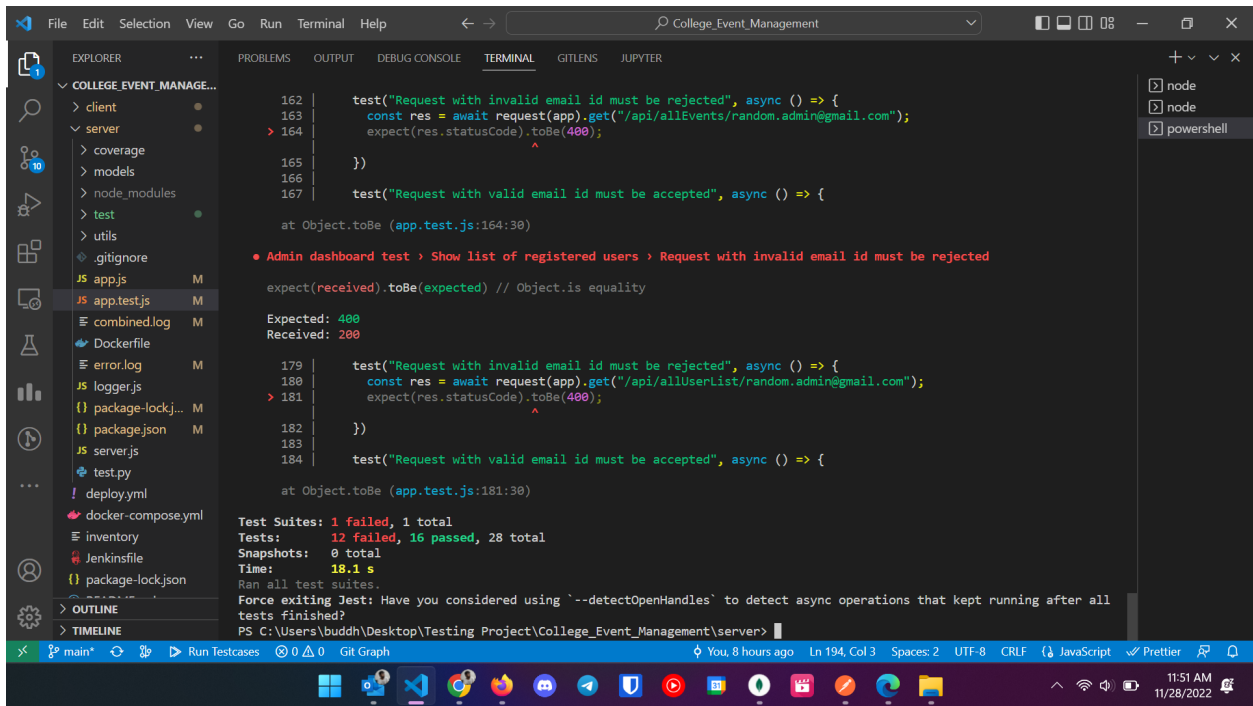 File Edit Selection View Go Run Terminal Help
College_Event_Management
EXPLORER
PROBLEMS OUTPUT DEBUG CONSOLE TERMINAL GITLENS JUPYTER
COLLEGE_EVENT_MANAGE...
client
server
coverage
models
node_modules
test
utils
.gitignore
JS app.js M
JS app.test.js M
combined.log M
Dockerfile
error.log M
JS logger.js
{} package-lock.j... M
{} package.json M
JS server.js
test.py
! deploy.yml
docker-compose.yml
inventory
Jenkinsfile
{} package-lock.json
OUTLINE
TIMELINE
1
10
162 | test("Request with invalid email id must be rejected", async () => {
163 | const res = await request(app).get("/api/allEvents/random.admin@gmail.com");
> 164 | expect(res.statusCode).toBe(400);
| ^
165 | })
166 |
167 | test("Request with valid email id must be accepted", async () => {
at Object.toBe (app.test.js:164:30)
● Admin dashboard test › Show list of registered users › Request with invalid email id must be rejected
expect(received).toBe(expected) // Object.is equality
Expected: 400
Received: 200
179 | test("Request with invalid email id must be rejected", async () => {
180 | const res = await request(app).get("/api/allUserList/random.admin@gmail.com");
> 181 | expect(res.statusCode).toBe(400);
| ^
182 | })
183 |
184 | test("Request with valid email id must be accepted", async () => {
at Object.toBe (app.test.js:181:30)
Test Suites: 1 failed, 1 total
Tests: 12 failed, 16 passed, 28 total
Snapshots: 0 total
Time: 18.1 s
Ran all test suites.
Force exiting Jest: Have you considered using `--detectOpenHandles` to detect async operations that kept running after all
tests finished?
PS C:\Users\buddh\Desktop\Testing Project\College_Event_Management\server>
node
node
powershell
main* Run Testcases 0 0 Git Graph You, 8 hours ago Ln 194, Col 3 Spaces: 2 UTF-8 CRLF JavaScript Prettier
11:51 AM
11/28/2022